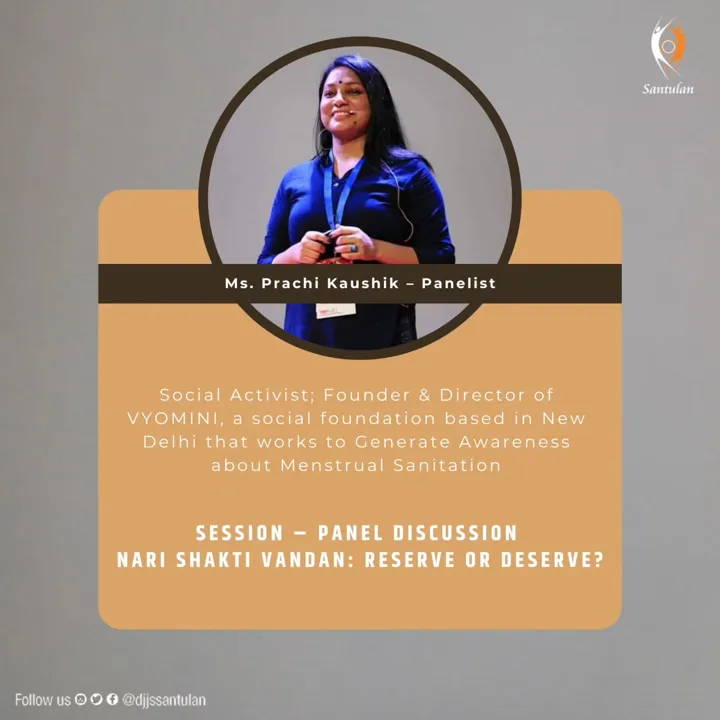 Santulan
Ms. Prachi Kaushik – Panelist
Social Activist; Founder & Director of
VYOMINI, a social foundation based in New
Delhi that works to Generate Awareness
about Menstrual Sanitation
SESSION – PANEL DISCUSSION
NARI SHAKTI VANDAN: RESERVE OR DESERVE?
Follow us @djjssantulan